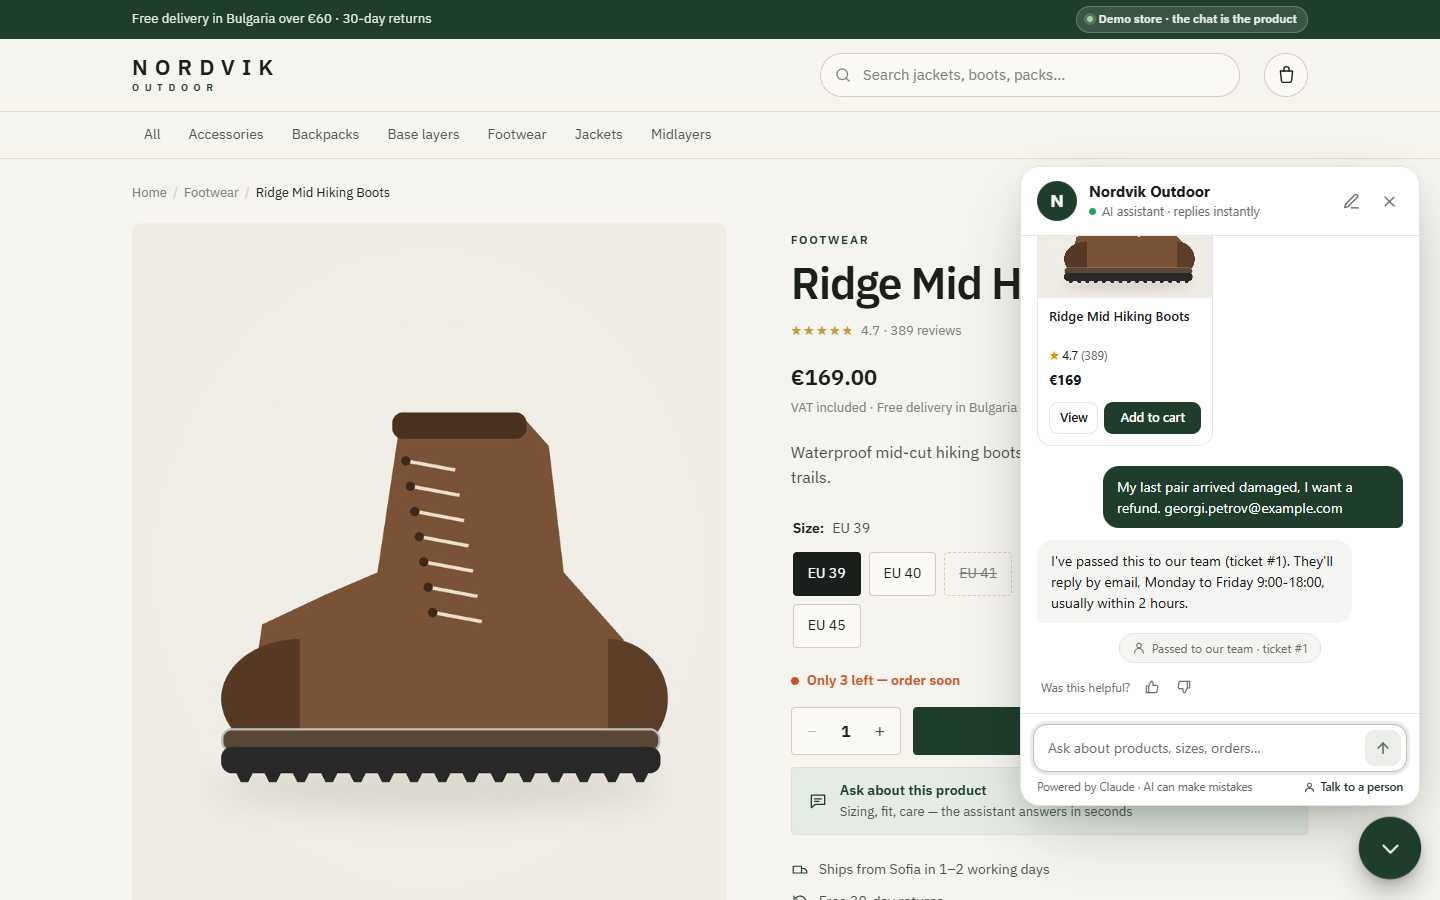 Free delivery in Bulgaria over €60 · 30-day returns
Demo store · the chat is the product
NORDVIK
OUTDOOR
Search jackets, boots, packs...
All
Accessories
Backpacks
Base layers
Footwear
Jackets
Midlayers
Home / Footwear / Ridge Mid Hiking Boots
FOOTWEAR
Ridge Mid H
★★★★★ 4.7 · 389 reviews
€169.00
VAT included · Free delivery in Bulgaria
Waterproof mid-cut hiking boots
trails.
Size: EU 39
EU 39
EU 40
EU 41
EU 45
Only 3 left — order soon
− 1 +
Ask about this product
Sizing, fit, care — the assistant answers in seconds
Ships from Sofia in 1–2 working days
Free 30-day returns
N
Nordvik Outdoor
AI assistant · replies instantly
Ridge Mid Hiking Boots
★ 4.7 (389)
€169
View
Add to cart
My last pair arrived damaged, I want a
refund. georgi.petrov@example.com
I've passed this to our team (ticket #1). They'll
reply by email, Monday to Friday 9:00-18:00,
usually within 2 hours.
Passed to our team · ticket #1
Was this helpful?
Ask about products, sizes, orders...
Powered by Claude · AI can make mistakes
Talk to a person